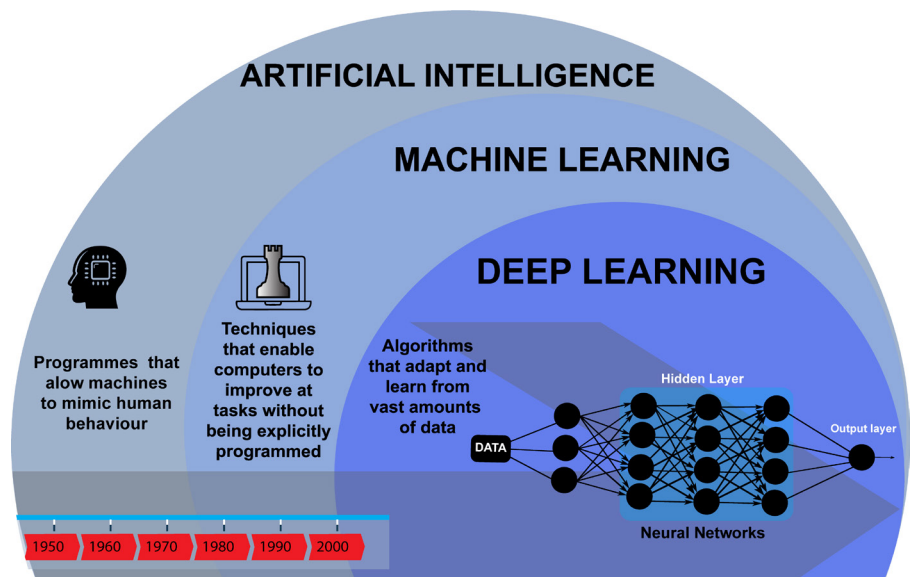 ARTIFICIAL INTELLIGENCE
MACHINE LEARNING
DEEP LEARNING
Programmes that
alow machines
to mimic human
behaviour
Techniques
that enable
computers to
improve at
tasks without
being explicitly
programmed
Algorithms
that adapt and
learn from
vast amounts
of data
Hidden Layer
DATA
Output layer
Neural Networks
1950 1960 1970 1980 1990 2000